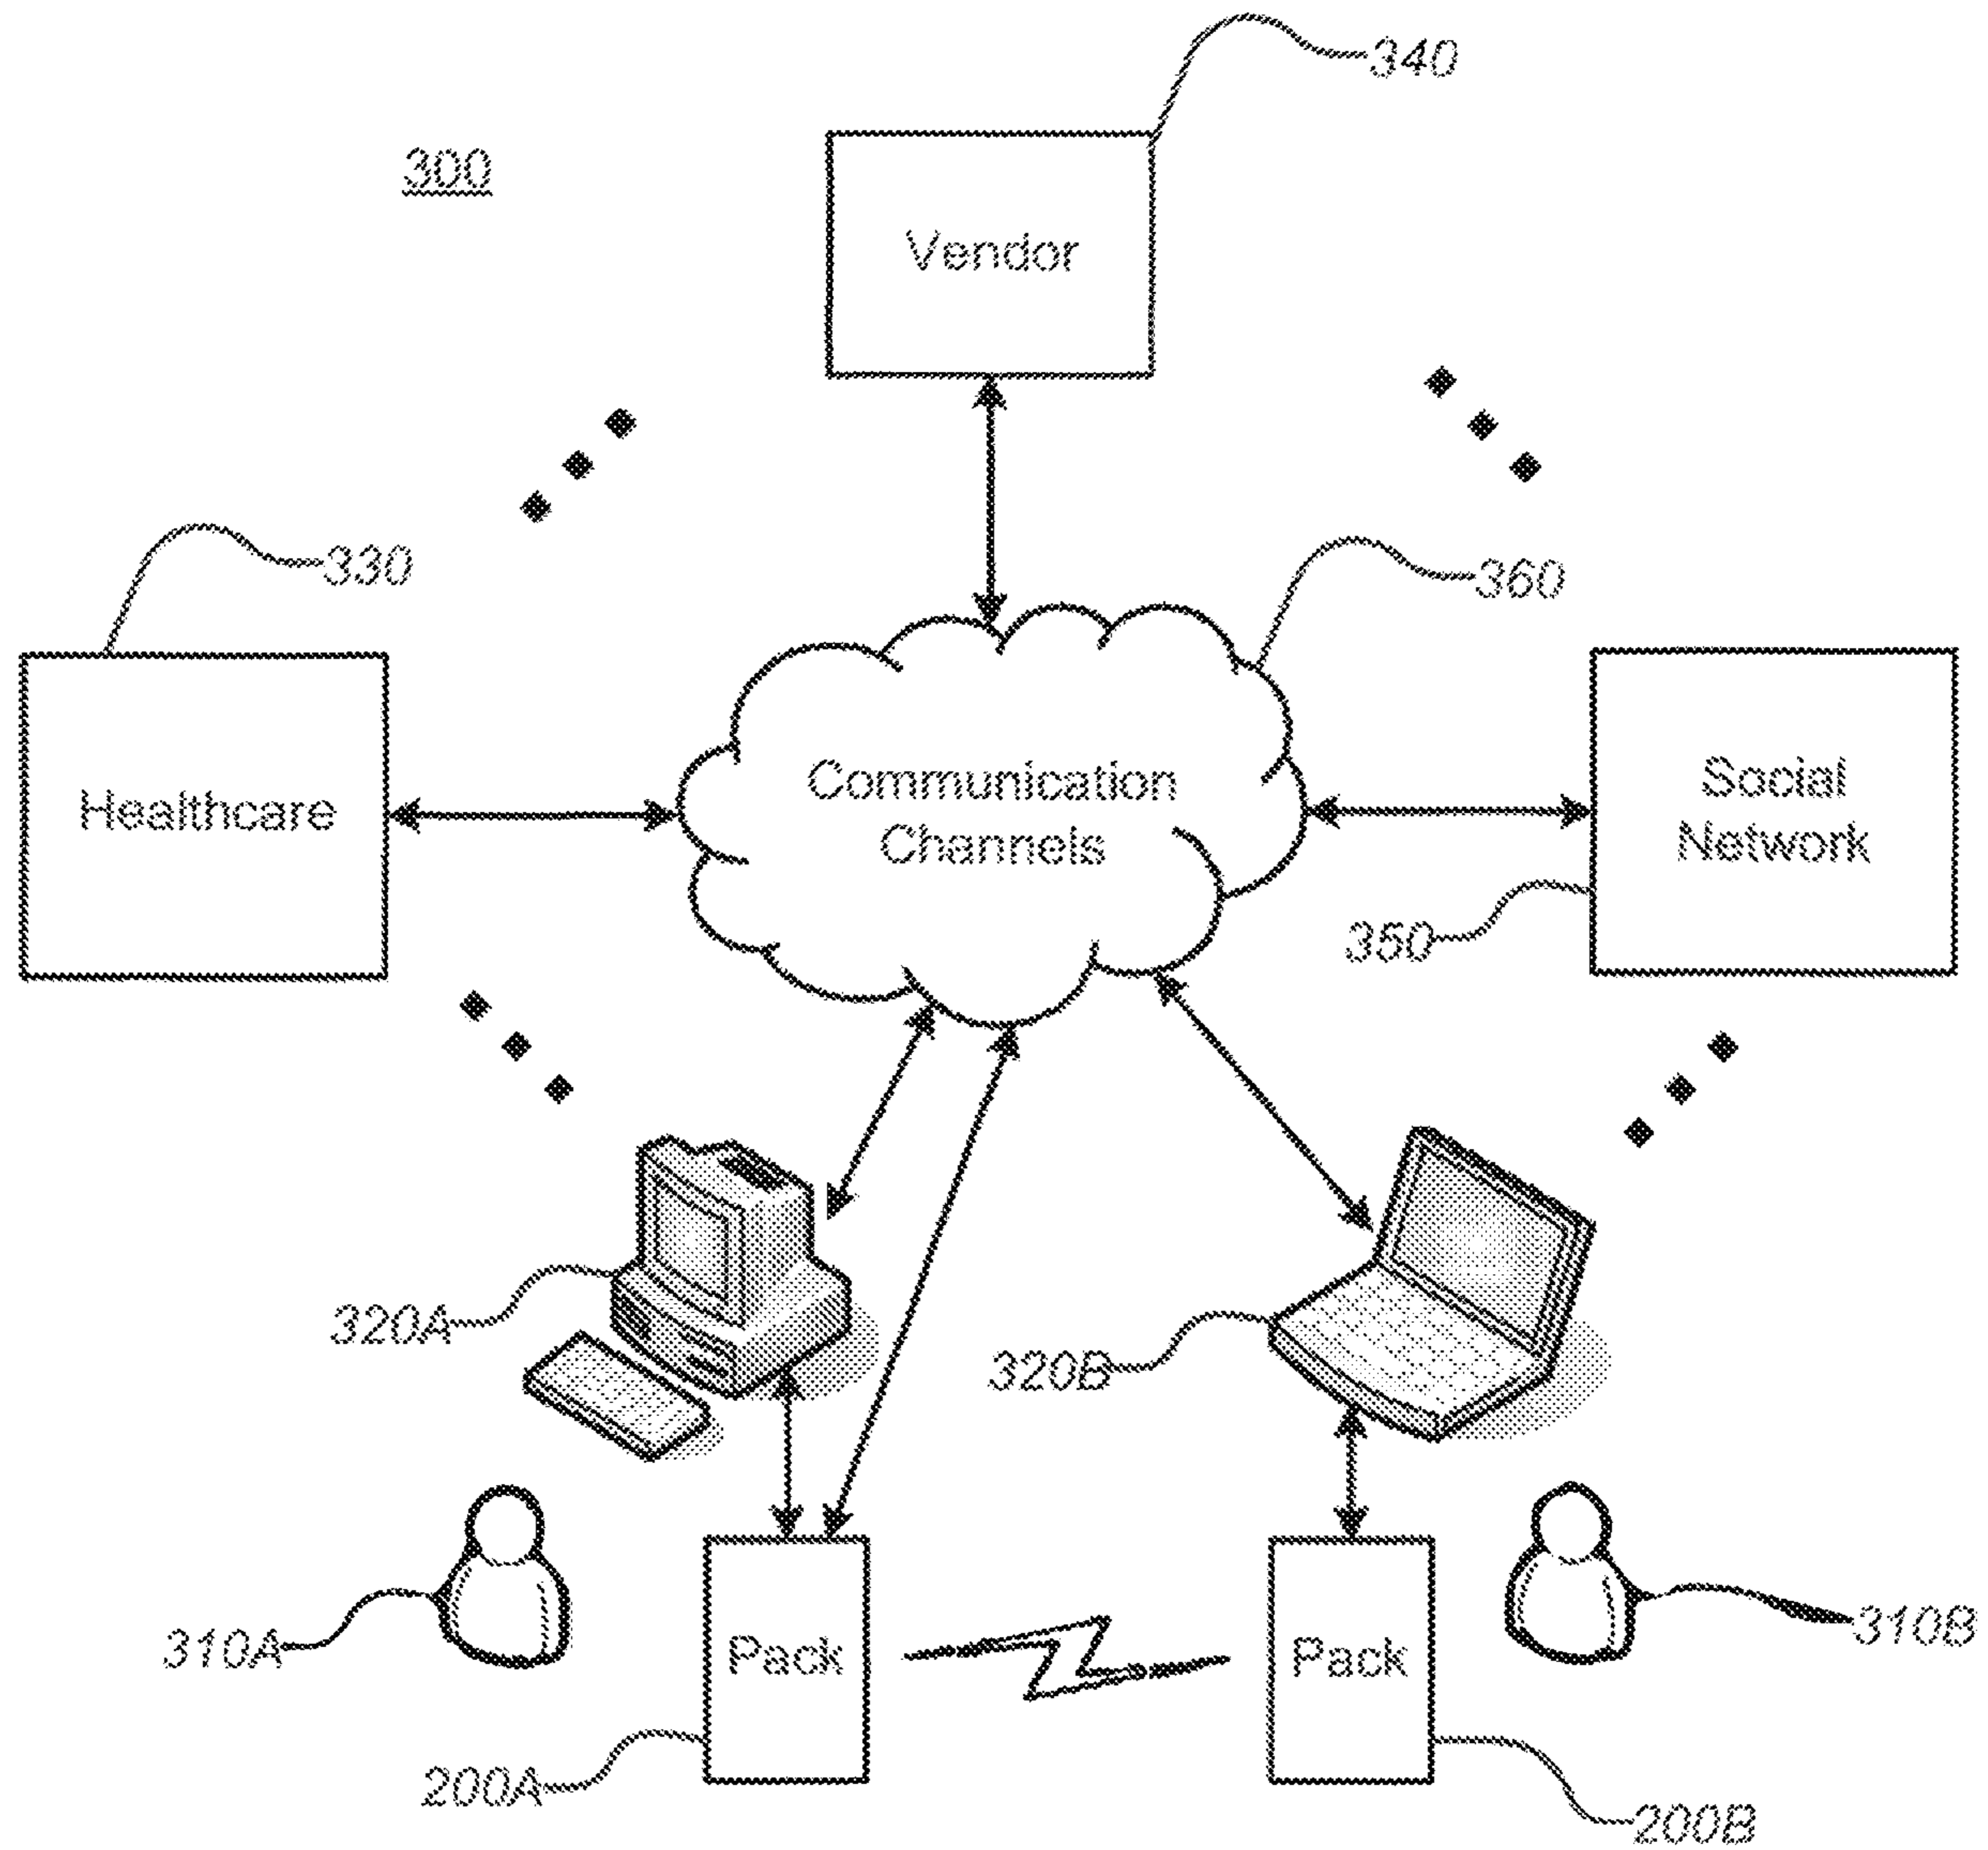 340
300
Vendor
330
360
Healthcare
Communication
Channels
Social
Network
350
320A
320B
310A
Pack
Pack
310B
200A
200B